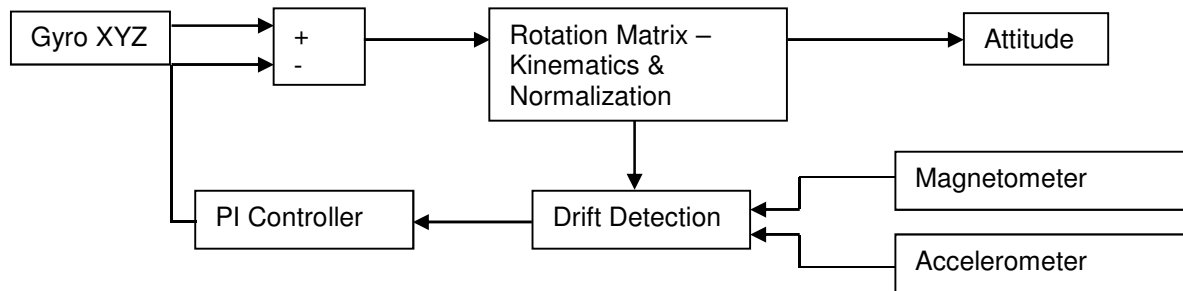 Gyro XYZ
+
-
Rotation Matrix –
Kinematics &
Normalization
Attitude
Magnetometer
PI Controller
Drift Detection
Accelerometer